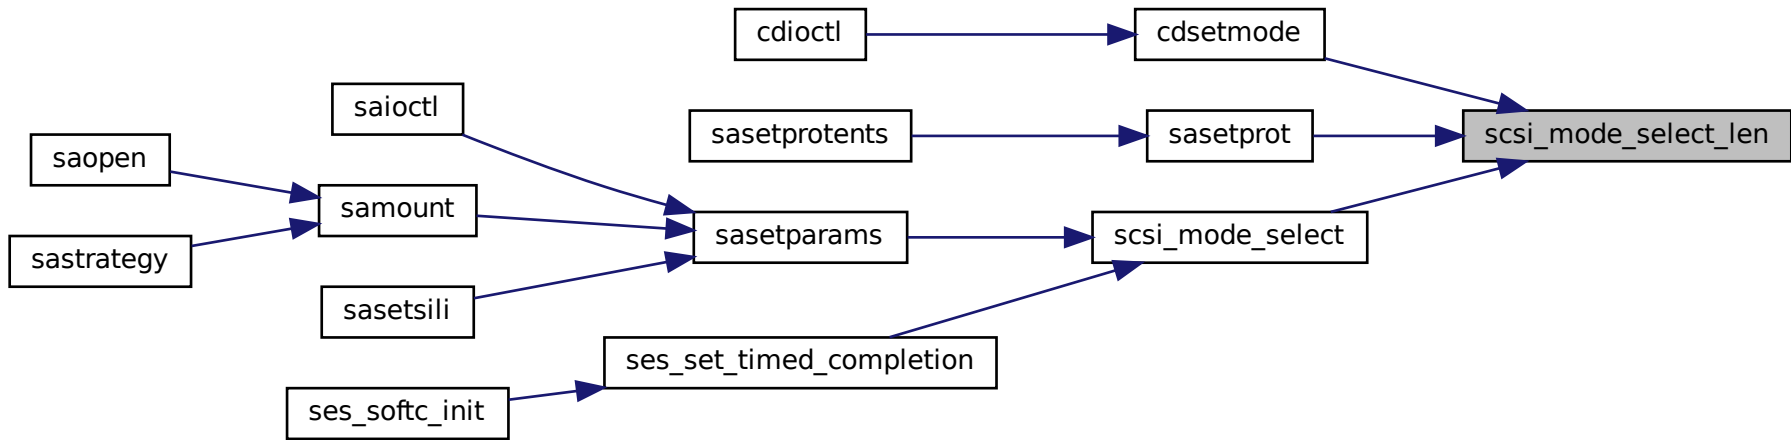 cdioctl
cdsetmode
saioctl
sasetprotents
sasetprot
scsi_mode_select_len
saopen
samount
sastrategy
sasetparams
scsi_mode_select
sasetsili
ses_set_timed_completion
ses_softc_init